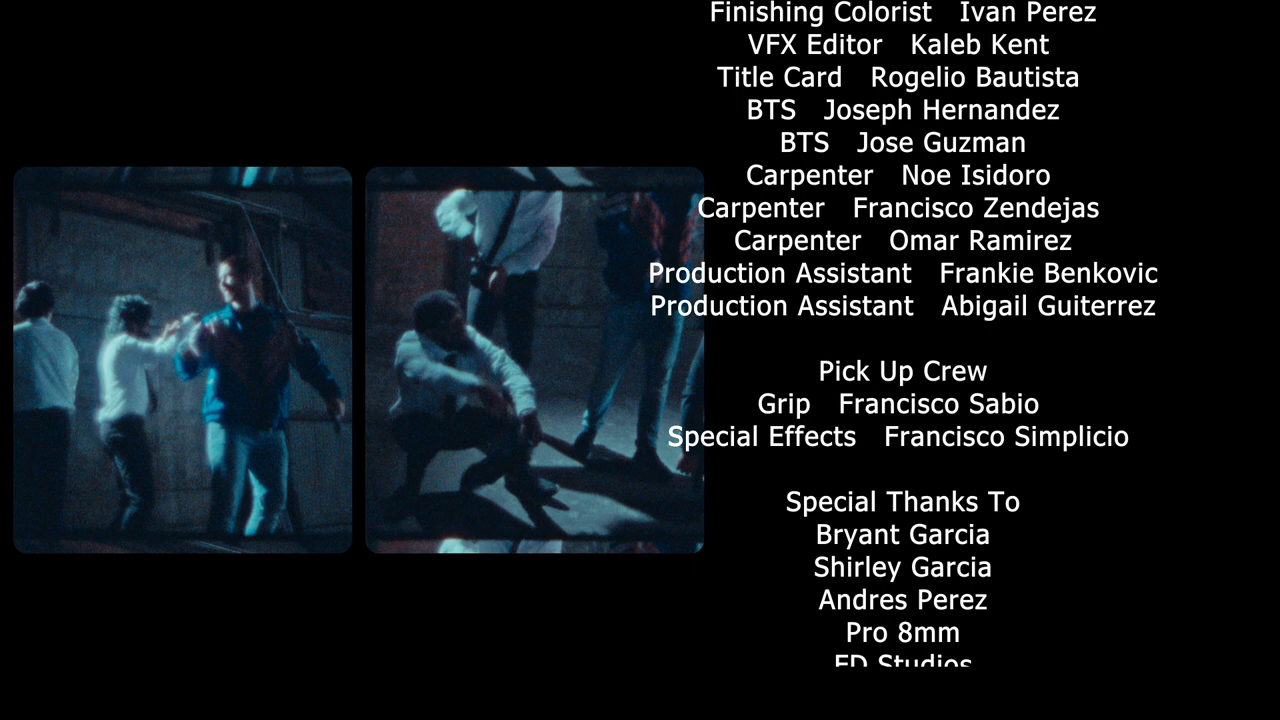 Finishing Colorist Ivan Perez
VFX Editor Kaleb Kent
Title Card Rogelio Bautista
BTS Joseph Hernandez
BTS Jose Guzman
Carpenter Noe Isidoro
Carpenter Francisco Zendejas
Carpenter Omar Ramirez
Production Assistant Frankie Benkovic
Production Assistant Abigail Guiterrez
Pick Up Crew
Grip Francisco Sabio
Special Effects Francisco Simplicio
Special Thanks To
Bryant Garcia
Shirley Garcia
Andres Perez
Pro 8mm
Studios